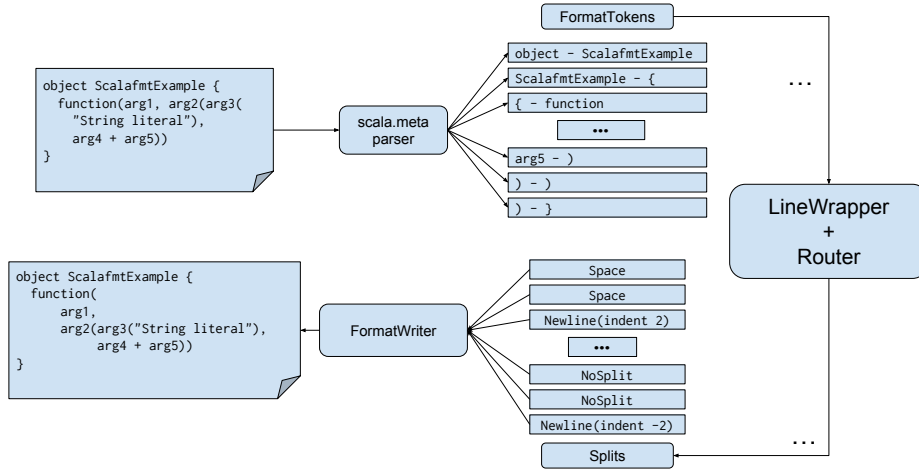 FormatTokens
object - ScalafmtExample
ScalafmtExample - {
{ - function
...
arg5 - )
) - )
) - }
object ScalafmtExample {
  function(arg1, arg2(arg3(
    "String literal"),
    arg4 + arg5))
}
scala.meta
parser
...
LineWrapper
+
Router
object ScalafmtExample {
  function(
      arg1,
      arg2(arg3("String literal"),
           arg4 + arg5))
}
FormatWriter
Space
Space
Newline(indent 2)
...
NoSplit
NoSplit
Newline(indent -2)
Splits
...